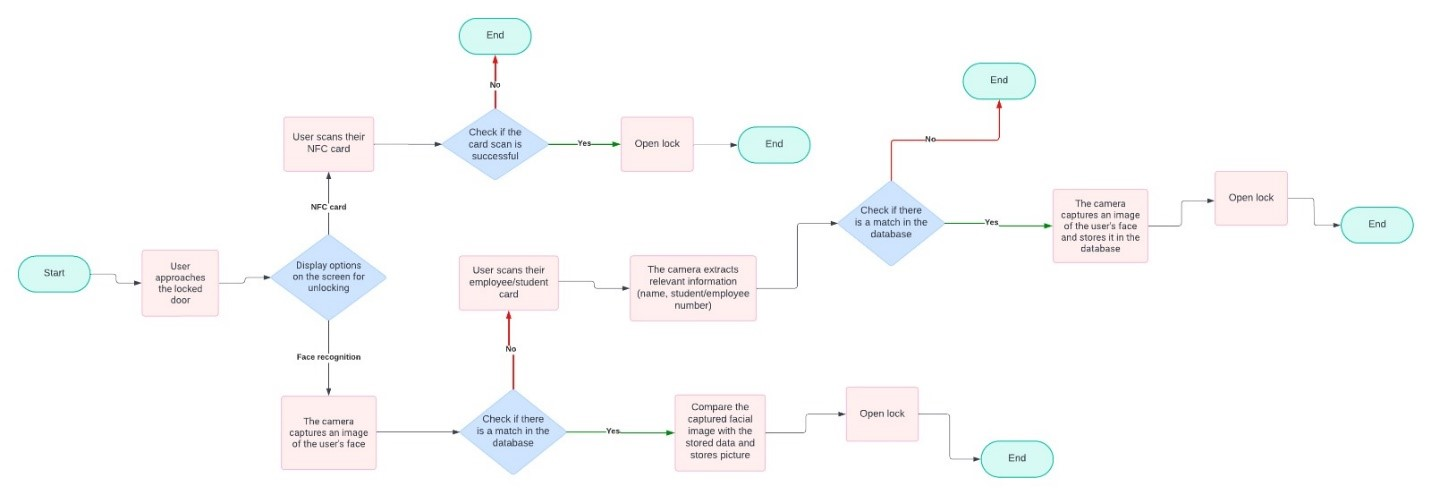 End
No
User scans their
NFC card
Check if the
card scan is
successful
Yes
Open lock
End
NFC card
Start
User
approaches
the locked
door
Display options
on the screen for
unlocking
Face recognition
The camera
captures an image
of the user's face
Check if there
is a match in the
database
No
User scans their
employee/student
card
The camera extracts
relevant information
(name, student/employee
number)
Check if there
is a match in the
database
No
End
Yes
The camera
captures an image
of the user's face
and stores it in the
database
Open lock
End
Yes
Compare the
captured facial
image with the
stored data and
stores picture
Open lock
End